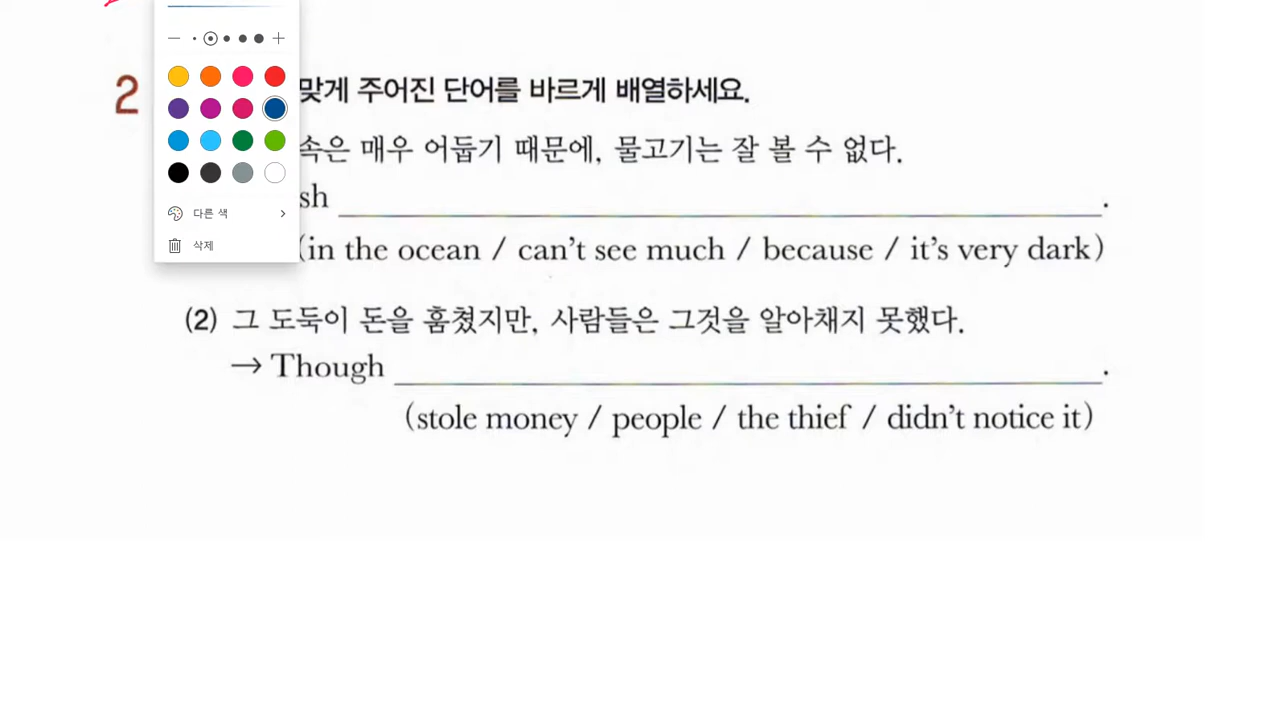 다른 색
삭제
2 맞게 주어진 단어를 바르게 배열하세요.
속은 매우 어둡기 때문에, 물고기는 잘 볼 수 없다.
sh .
(in the ocean / can't see much / because / it's very dark)
(2) 그 도둑이 돈을 훔쳤지만, 사람들은 그것을 알아채지 못했다.
→ Though .
(stole money / people / the thief / didn't notice it)